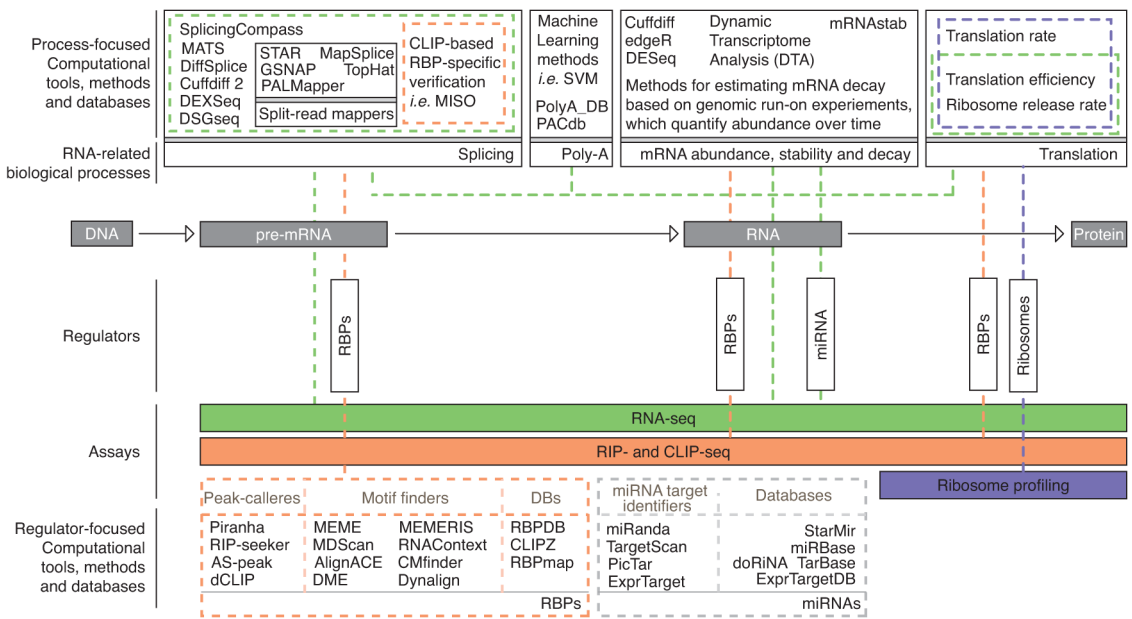 Process-focused
Computational
tools, methods
and databases
SplicingCompass
MATS
DiffSplice
Cuffdiff 2
DEXSeq
DSGseq
STAR MapSplice
GSNAP TopHat
PALMapper
Split-read mappers
CLIP-based
RBP-specific
verification
i.e. MISO
Machine
Learning
methods
i.e. SVM
PolyA_DB
PACdb
Cuffdiff
edgeR
DESeq
Dynamic
Transcriptome
Analysis (DTA)
mRNAstab
Methods for estimating mRNA decay
based on genomic run-on experiements,
which quantify abundance over time
Translation rate
Translation efficiency
Ribosome release rate
RNA-related
biological processes
Splicing
Poly-A
mRNA abundance, stability and decay
Translation
DNA
pre-mRNA
RNA
Protein
Regulators
RBPs
RBPs
miRNA
RBPs
Ribosomes
Assays
RNA-seq
RIP- and CLIP-seq
Ribosome profiling
Regulator-focused
Computational
tools, methods
and databases
Peak-calleres
Piranha
RIP-seeker
AS-peak
dCLIP
Motif finders
MEME MEMERIS
MDScan RNAContext
AlignACE CMfinder
DME Dynalign
DBs
RBPDB
CLIPZ
RBPmap
RBPs
miRNA target
identifiers
miRanda
TargetScan
PicTar
ExprTarget
Databases
StarMir
miRBase
doRiNA TarBase
ExprTargetDB
miRNAs